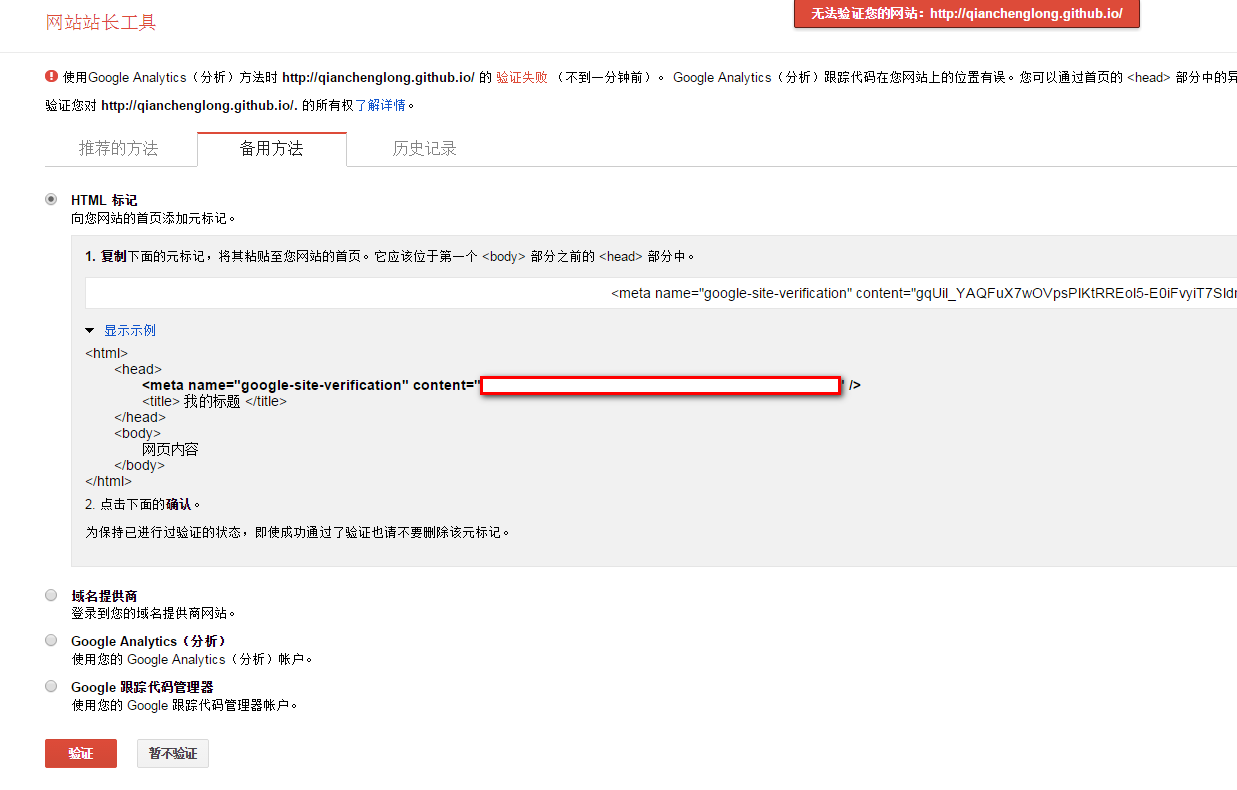 网站站长工具
无法验证您的网站：http://qianchenglong.github.io/
使用Google Analytics（分析）方法时 http://qianchenglong.github.io/ 的 验证失败 （不到一分钟前）。 Google Analytics（分析）跟踪代码在您网站上的位置有误。您可以通过首页的 <head> 部分中的异
验证您对 http://qianchenglong.github.io/. 的所有权了解详情。
推荐的方法 备用方法 历史记录
HTML 标记
向您网站的首页添加元标记。
1. 复制下面的元标记，将其粘贴至您网站的首页。它应该位于第一个 <body> 部分之前的 <head> 部分中。
<meta name="google-site-verification" content="
显示示例
<html>
<head>
<meta name="google-site-verification" content=" " />
<title> 我的标题 </title>
</head>
<body>
网页内容
</body>
</html>
2. 点击下面的确认。
为保持已进行过验证的状态，即使成功通过了验证也请不要删除该元标记。
域名提供商
登录到您的域名提供商网站。
Google Analytics（分析）
使用您的 Google Analytics（分析）帐户。
Google 跟踪代码管理器
使用您的 Google 跟踪代码管理器帐户。
验证 暂不验证